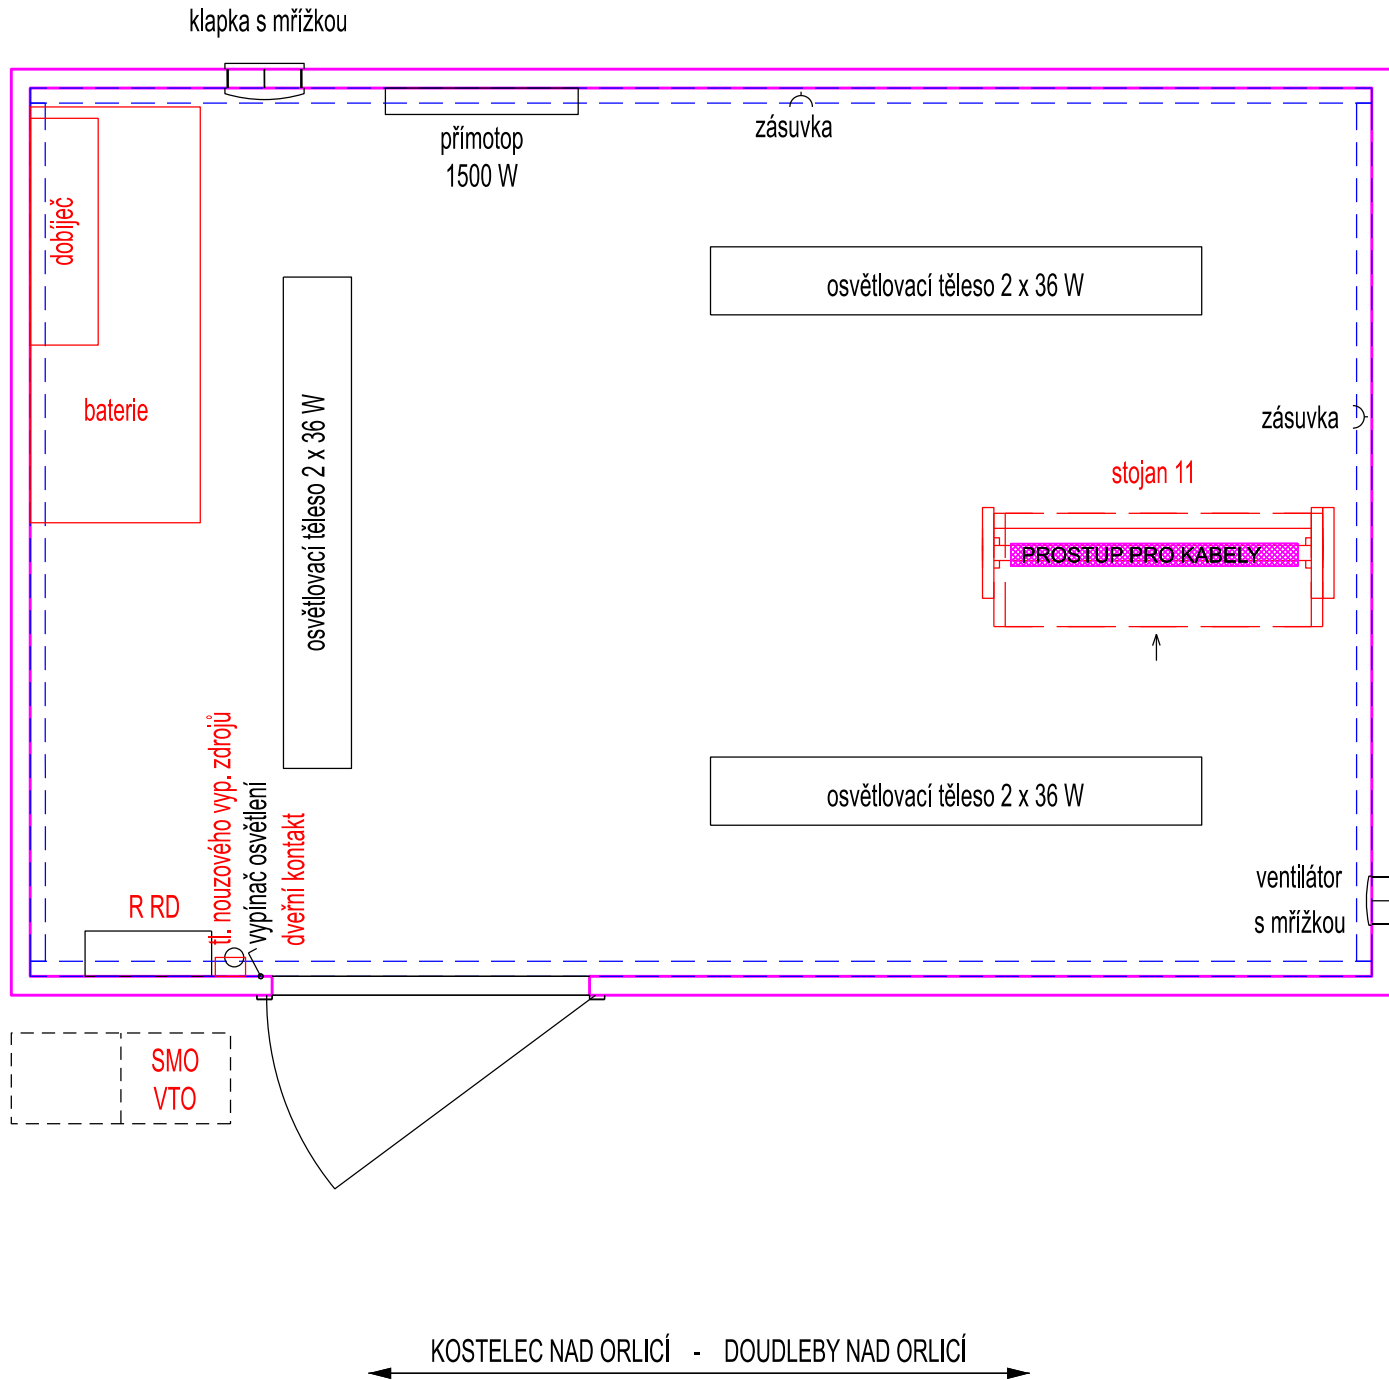 klapka s mřížkou
přímotop
1500 W
zásuvka
dobíječ
osvětlovací těleso 2 x 36 W
baterie
osvětlovací těleso 2 x 36 W
zásuvka
stojan 11
PROSTUP PRO KABELY
tl. nouzového vyp. zdrojů
vypínač osvětlení
dveřní kontakt
osvětlovací těleso 2 x 36 W
R RD
ventilátor
s mřížkou
SMO
VTO
KOSTELEC NAD ORLICÍ - DOUDLEBY NAD ORLICÍ